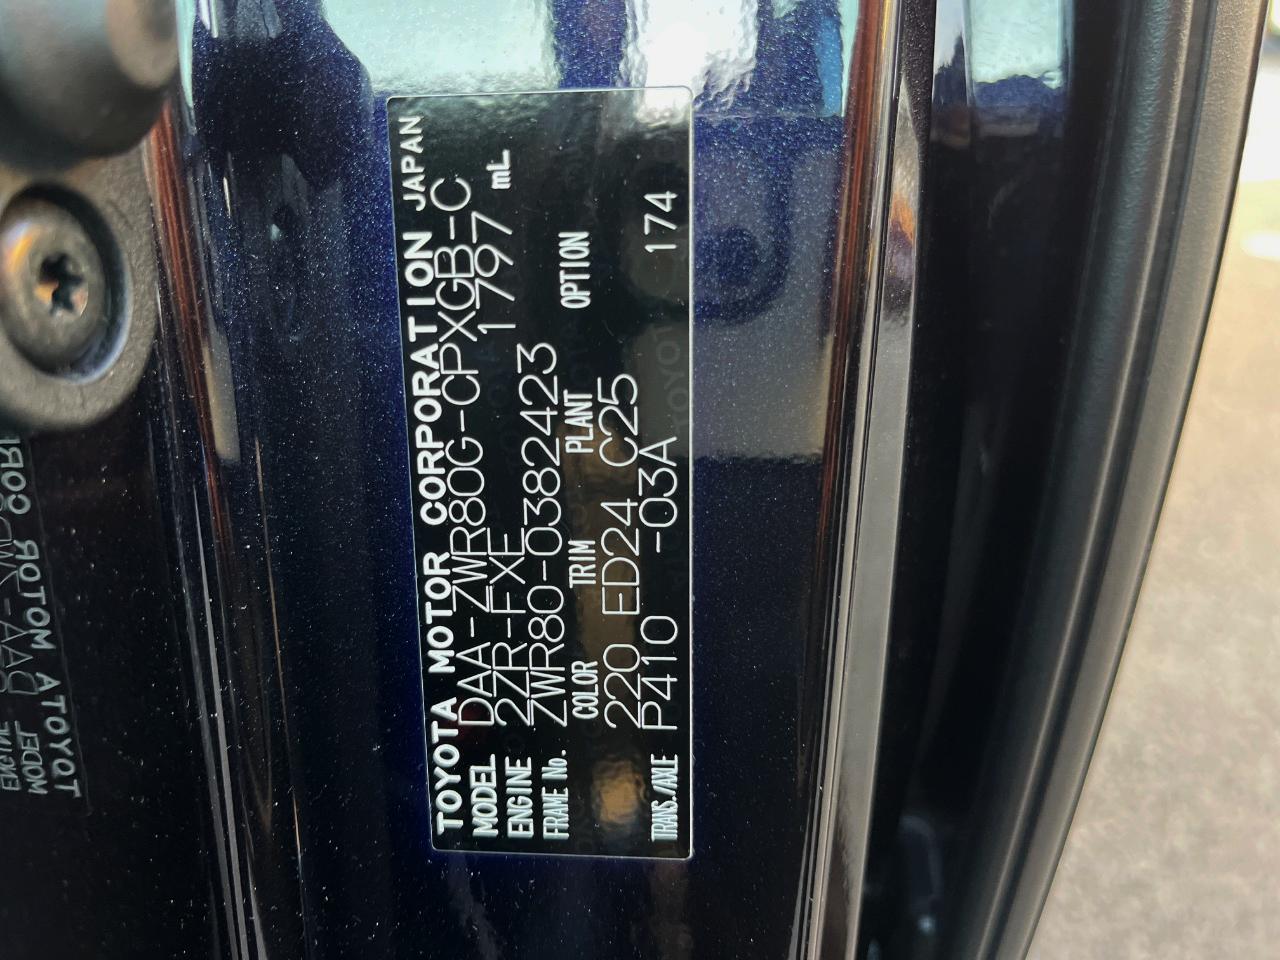 TOYOTA MOTOR CORPORATION JAPAN
MODEL DAA-ZWR80G-CPXGB-C
ENGINE 2ZR-FXE 1797 mL
FRAME No. ZWR80-0382423
COLOR TRIM PLANT OPTION
220 ED24 C25
TRANS./AXLE P410 -03A 174